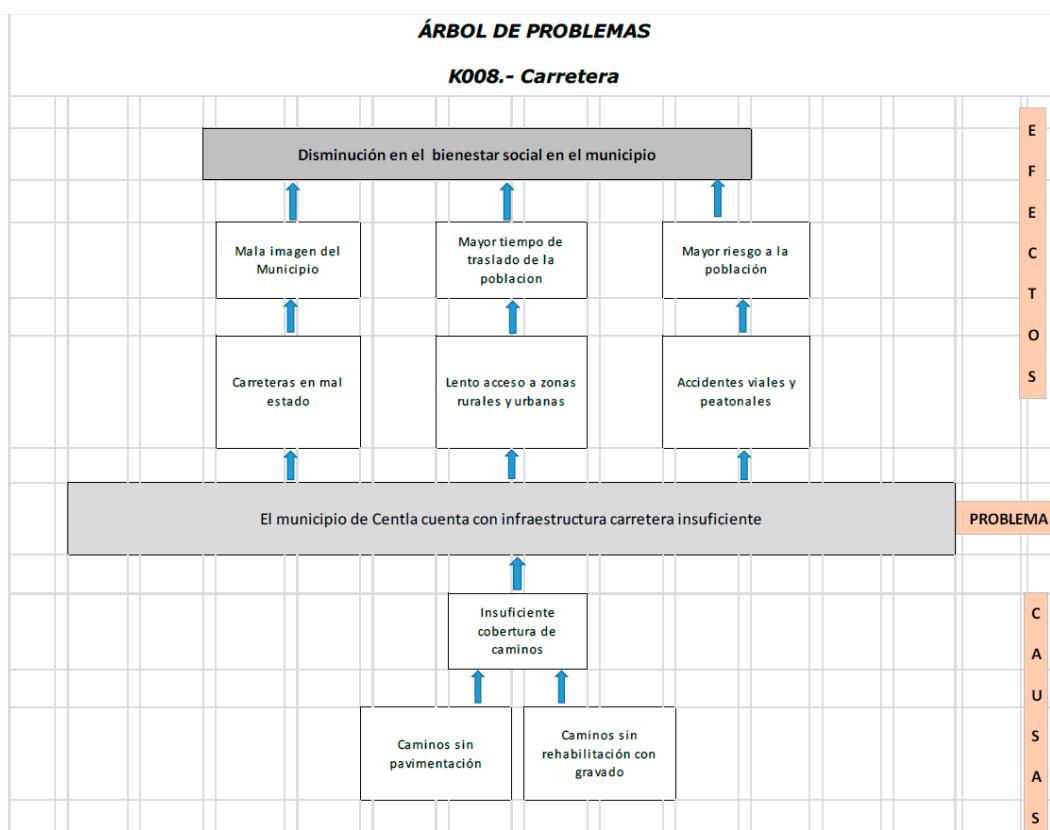 ÁRBOL DE PROBLEMAS
K008.- Carretera
Disminución en el bienestar social en el municipio
Mala imagen del
Municipio
Mayor tiempo de
traslado de la
poblacion
Mayor riesgo a la
población
Carreteras en mal
estado
Lento acceso a zonas
rurales y urbanas
Accidentes viales y
peatonales
E
F
E
C
T
O
S
El municipio de Centla cuenta con infraestructura carretera insuficiente
PROBLEMA
Insuficiente
cobertura de
caminos
Caminos sin
pavimentación
Caminos sin
rehabilitación con
gravado
C
A
U
S
A
S